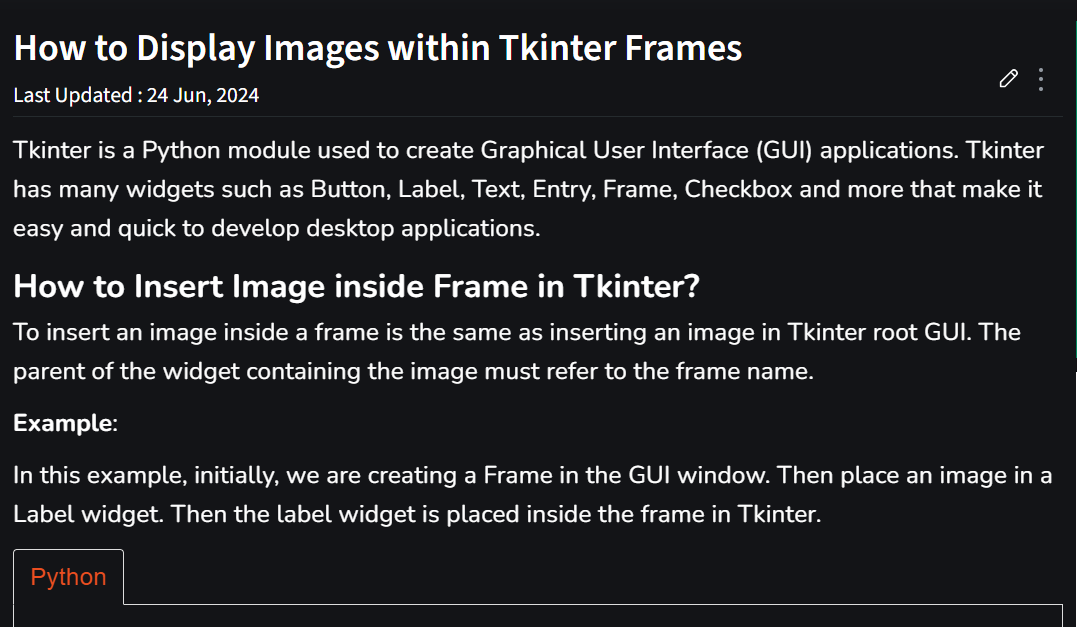 How to Display Images within Tkinter Frames
Last Updated : 24 Jun, 2024
Tkinter is a Python module used to create Graphical User Interface (GUI) applications. Tkinter
has many widgets such as Button, Label, Text, Entry, Frame, Checkbox and more that make it
easy and quick to develop desktop applications.
How to Insert Image inside Frame in Tkinter?
To insert an image inside a frame is the same as inserting an image in Tkinter root GUI. The
parent of the widget containing the image must refer to the frame name.
Example:
In this example, initially, we are creating a Frame in the GUI window. Then place an image in a
Label widget. Then the label widget is placed inside the frame in Tkinter.
Python